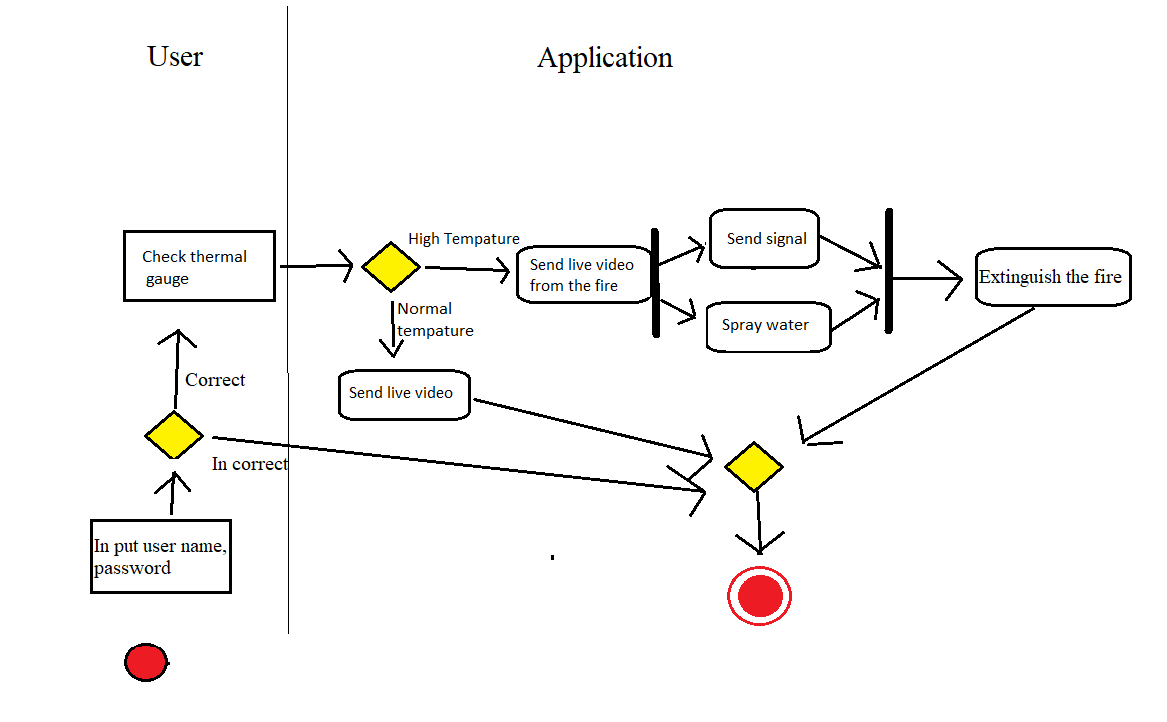 User
Application
Check thermal
gauge
High Tempature
Send live video
from the fire
Send signal
Spray water
Extinguish the fire
Normal
tempature
Send live video
Correct
In correct
In put user name,
password